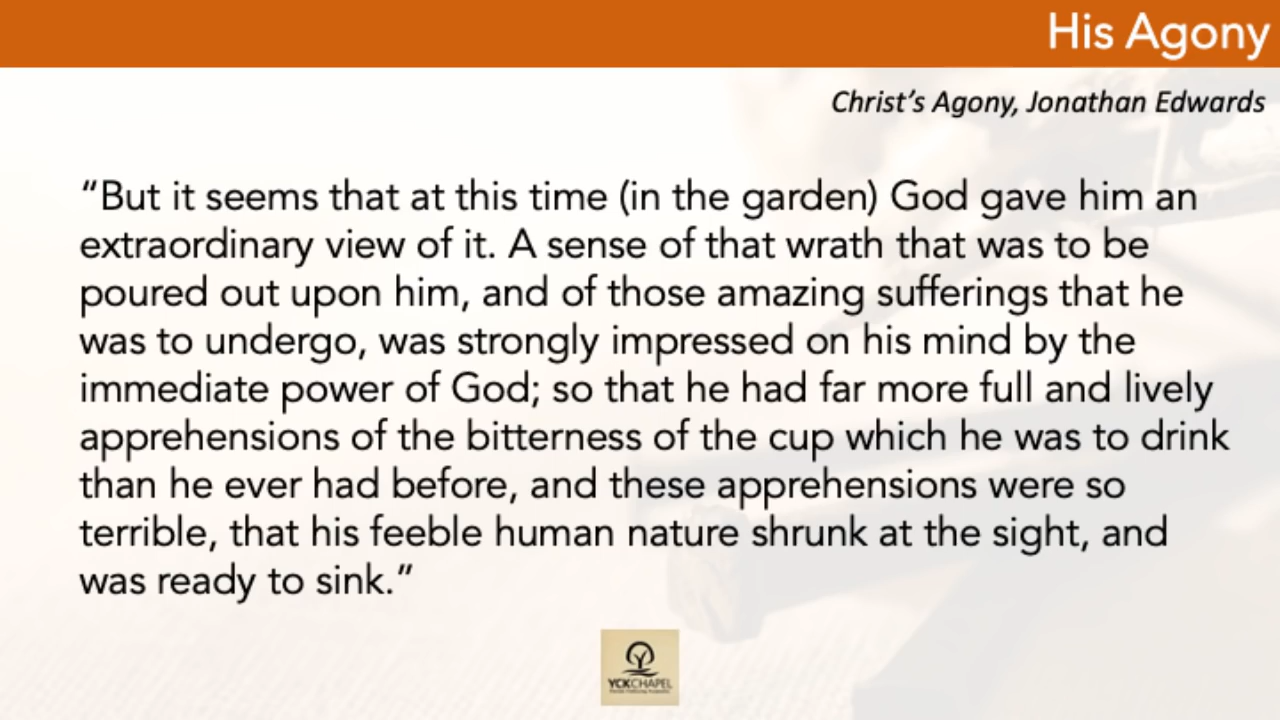 His Agony
Christ's Agony, Jonathan Edwards
“But it seems that at this time (in the garden) God gave him an
extraordinary view of it. A sense of that wrath that was to be
poured out upon him, and of those amazing sufferings that he
was to undergo, was strongly impressed on his mind by the
immediate power of God; so that he had far more full and lively
apprehensions of the bitterness of the cup which he was to drink
than he ever had before, and these apprehensions were so
terrible, that his feeble human nature shrunk at the sight, and
was ready to sink.”
YCKCHAPEL